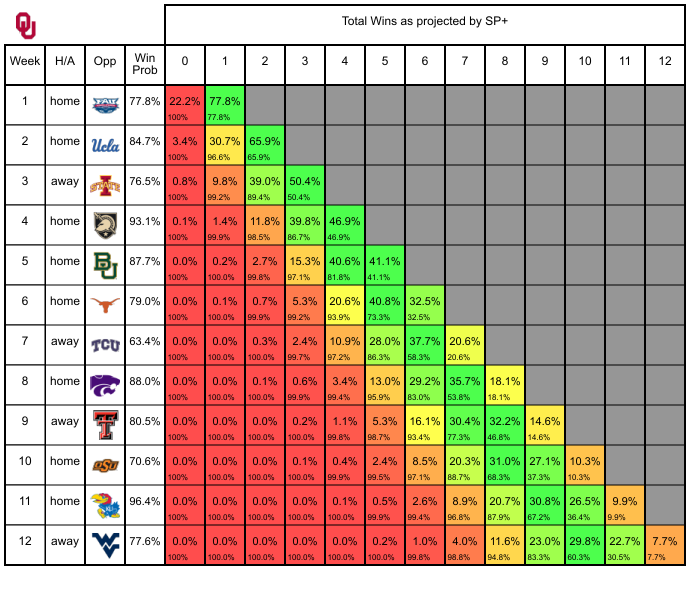 OU
Total Wins as projected by SP+
Week H/A Opp Win Prob 0 1 2 3 4 5 6 7 8 9 10 11 12
1 home FAU 77.8% 22.2% 77.8%
100% 77.8%
2 home Ucla 84.7% 3.4% 30.7% 65.9%
100% 96.6% 65.9%
3 away I STATE 76.5% 0.8% 9.8% 39.0% 50.4%
100% 99.2% 89.4% 50.4%
4 home 93.1% 0.1% 1.4% 11.8% 39.8% 46.9%
100% 99.9% 98.5% 86.7% 46.9%
5 home BU 87.7% 0.0% 0.2% 2.7% 15.3% 40.6% 41.1%
100% 100.0% 99.8% 97.1% 81.8% 41.1%
6 home 79.0% 0.0% 0.1% 0.7% 5.3% 20.6% 40.8% 32.5%
100% 100.0% 99.9% 99.2% 93.9% 73.3% 32.5%
7 away TCU 63.4% 0.0% 0.0% 0.3% 2.4% 10.9% 28.0% 37.7% 20.6%
100% 100.0% 100.0% 99.7% 97.2% 86.3% 58.3% 20.6%
8 home 88.0% 0.0% 0.0% 0.1% 0.6% 3.4% 13.0% 29.2% 35.7% 18.1%
100% 100.0% 100.0% 99.9% 99.4% 95.9% 83.0% 53.8% 18.1%
9 away T 80.5% 0.0% 0.0% 0.0% 0.2% 1.1% 5.3% 16.1% 30.4% 32.2% 14.6%
100% 100.0% 100.0% 100.0% 99.8% 98.7% 93.4% 77.3% 46.8% 14.6%
10 home OSU 70.6% 0.0% 0.0% 0.0% 0.1% 0.4% 2.4% 8.5% 20.3% 31.0% 27.1% 10.3%
100% 100.0% 100.0% 100.0% 99.9% 99.5% 97.1% 88.7% 68.3% 37.3% 10.3%
11 home KU 96.4% 0.0% 0.0% 0.0% 0.0% 0.1% 0.5% 2.6% 8.9% 20.7% 30.8% 26.5% 9.9%
100% 100.0% 100.0% 100.0% 100.0% 99.9% 99.4% 96.8% 87.9% 67.2% 36.4% 9.9%
12 away WV 77.6% 0.0% 0.0% 0.0% 0.0% 0.0% 0.2% 1.0% 4.0% 11.6% 23.0% 29.8% 22.7% 7.7%
100% 100.0% 100.0% 100.0% 100.0% 100.0% 99.8% 98.8% 94.8% 83.3% 60.3% 30.5% 7.7%